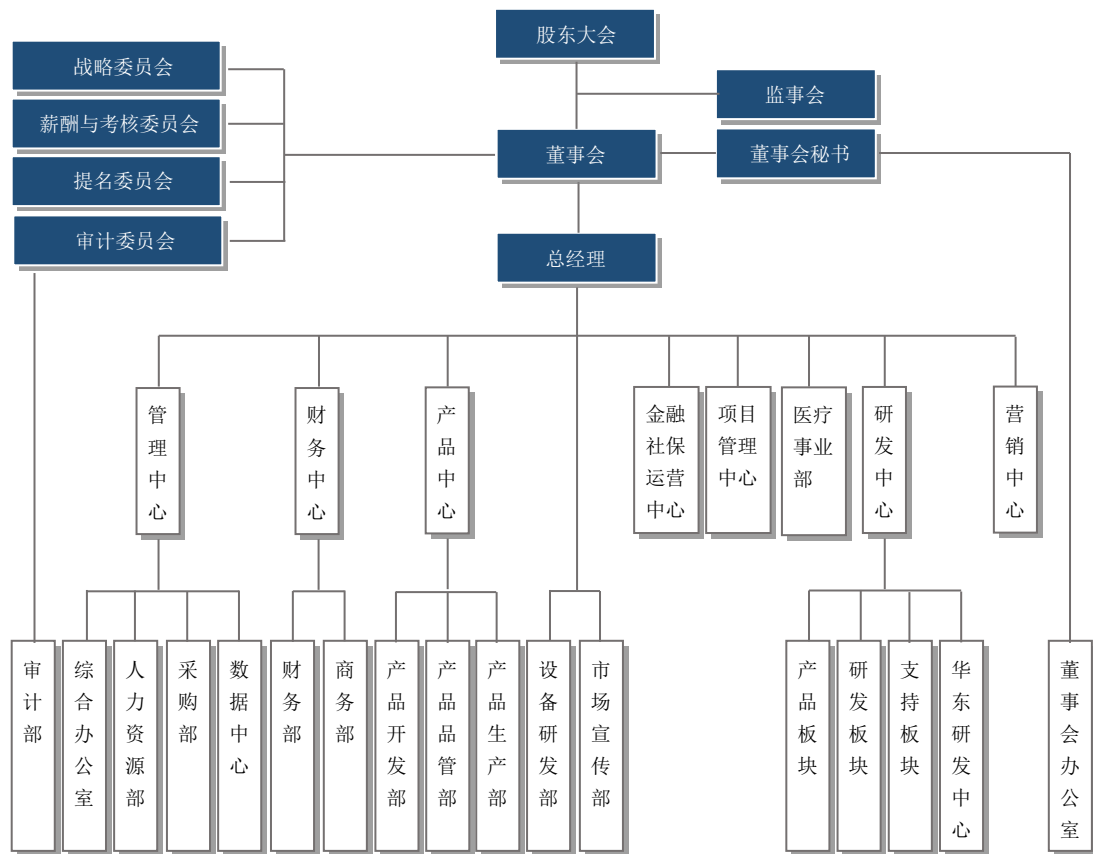 股东大会
战略委员会
监事会
薪酬与考核委员会
董事会
董事会秘书
提名委员会
审计委员会
总经理
管理中心
财务中心
产品中心
金融
社保
运营
中心
项目
管理
中心
医疗
事业
部
研发中心
营销中心
审计部
综合办公室
人力资源部
采购部
数据中心
财务部
商务部
产品开发部
产品品管部
产品生产部
设备研发部
市场宣传部
产品板块
研发板块
支持板块
华东研发中心
董事会办公室